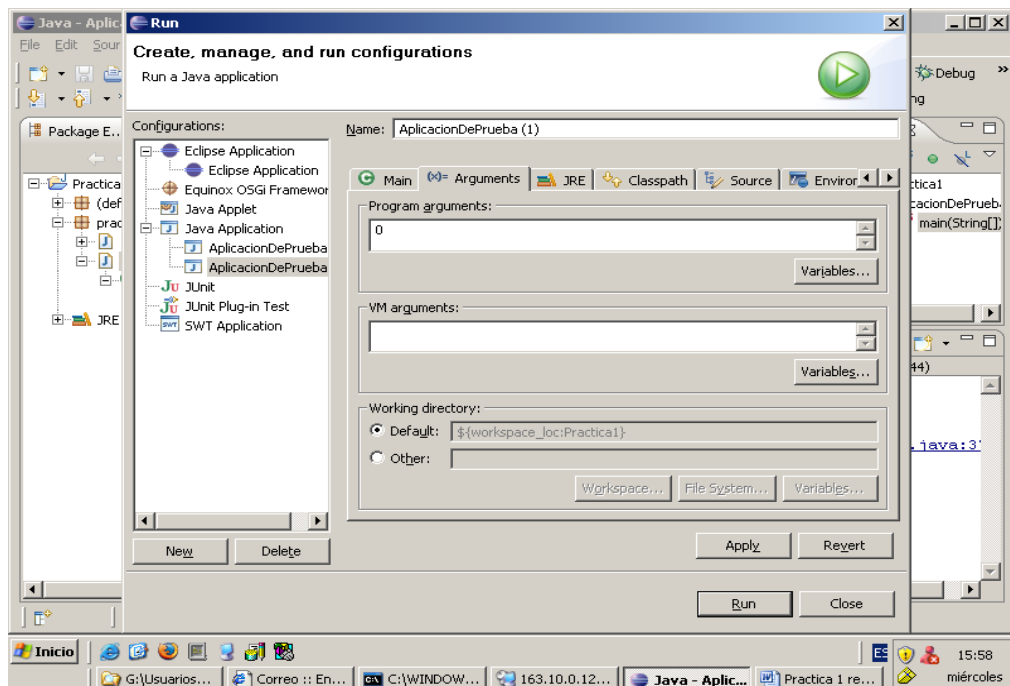 Java - Aplic
Run
File Edit Sour
Create, manage, and run configurations
Run a Java application
Debug
»
ng
Package E...
Configurations:
Name: AplicacionDePrueba (1)
Eclipse Application
Eclipse Application
Equinox OSGi Framewor
Java Applet
Java Application
AplicacionDePrueba
AplicacionDePrueba
JUnit
JUnit Plug-in Test
SWT Application
Main (x)= Arguments JRE Classpath Source Environ
Program arguments:
0
Variables...
VM arguments:
Variables...
Working directory:
Default: ${workspace_loc:Practica1}
Other:
Workspace... File System... Variables...
New Delete
Apply Revert
Run Close
Practica
(def
prac
JRE
ctica1
cacionDePrueb
main(String[])
44)
.java:3
Inicio
ES
15:58
G:\Usuarios... Correo :: En... C:\WINDOW... 163.10.0.12... Java - Aplic... Practica 1 re...
miércoles